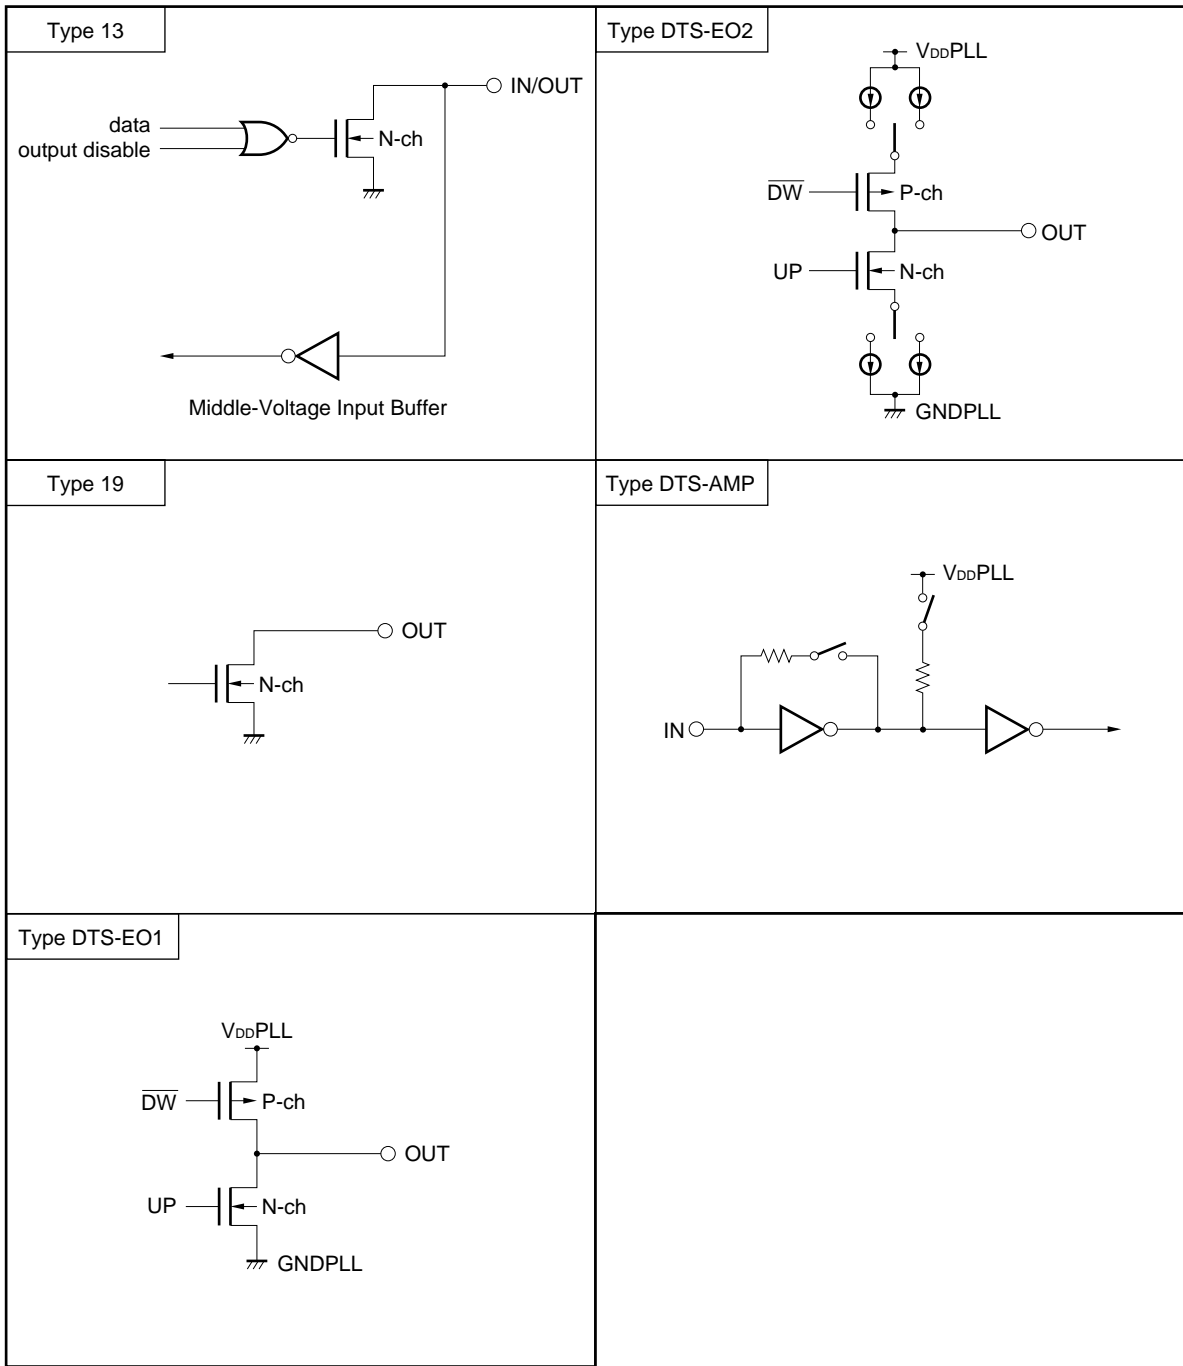 Type 13
IN/OUT
data
output disable
N-ch
Middle-Voltage Input Buffer
Type DTS-EO2
VDDPLL
DW
P-ch
OUT
UP
N-ch
GNDPLL
Type 19
OUT
N-ch
Type DTS-AMP
VDDPLL
IN
Type DTS-EO1
VDDPLL
DW
P-ch
OUT
UP
N-ch
GNDPLL